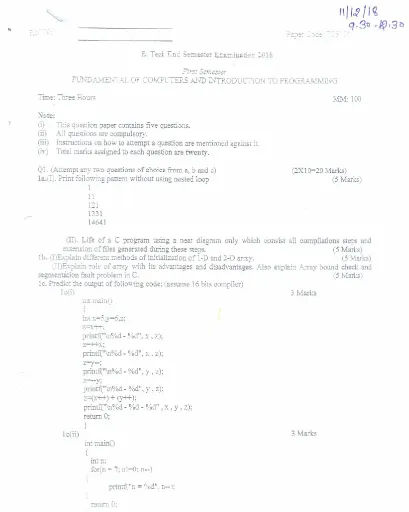 11/12/18
9.30 - 12.30
Paper Code:
B. Tech End Semester Examination 2018
First Semester
FUNDAMENTAL OF COMPUTERS AND INTRODUCTION TO PROGRAMMING
Time: Three Hours MM: 100
Note:
(i) This question paper contains five questions.
(ii) All questions are compulsory.
(iii) Instructions on how to attempt a question are mentioned against it.
(iv) Total marks assigned to each question are twenty.
Q1. (Attempt any two questions of choice from a, b and c) (2X10=20 Marks)
1a.(I). Print following pattern without using nested loop (5 Marks)
1
11
121
1331
14641
(II). Life of a C program using a neat diagram only which consist all compilations steps and
extension of files generated during these steps. (5 Marks)
1b. (I)Explain different methods of initialization of 1-D and 2-D array. (5 Marks)
(II)Explain role of array with its advantages and disadvantages. Also explain Array bound check and
segmentation fault problem in C. (5 Marks)
1c. Predict the output of following code: (assume 16 bits compiler)
1c(i) 3 Marks
int main()
{
int x=5,y=6,z;
z=x++;
printf("\n%d - %d", x , z);
z=++x;
printf("\n%d - %d", x , z);
printf("\n%d - %d", y , z);
printf("\n%d - %d", y , z);
z=(x++) + (y++);
printf("\n%d - %d - %d" , x , y , z);
return 0;
}
1c(ii) 3 Marks
int main()
{
int n;
for(n = 7; n!=0; n--)
{
printf("n = %d", n--);
}
return 0;